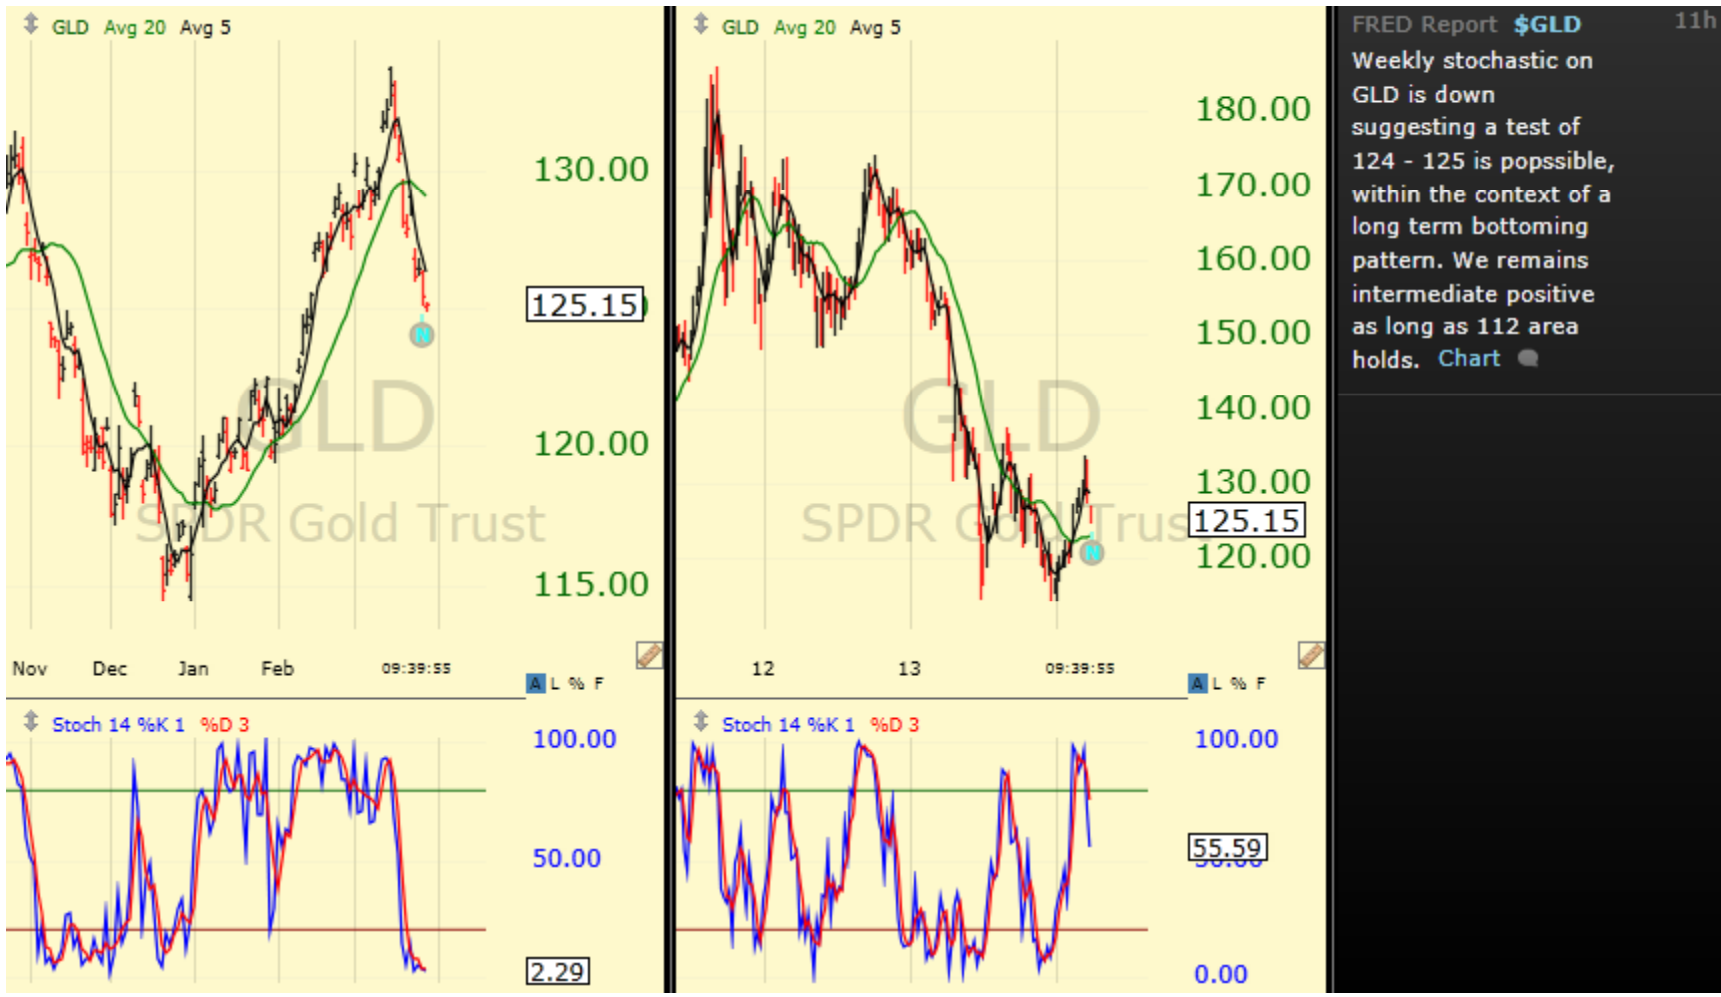 GLD Avg 20 Avg 5
130.00
125.15
120.00
115.00
GLD
SPDR Gold Trust
N
Nov Dec Jan Feb 09:39:55
A L % F
Stoch 14 %K 1 %D 3
100.00
50.00
2.29
GLD Avg 20 Avg 5
180.00
170.00
160.00
150.00
140.00
130.00
125.15
120.00
GLD
SPDR Gold Trust
N
12 13 09:39:55
A L % F
Stoch 14 %K 1 %D 3
100.00
55.59
50.00
0.00
FRED Report $GLD 11h
Weekly stochastic on
GLD is down
suggesting a test of
124 - 125 is popssible,
within the context of a
long term bottoming
pattern. We remains
intermediate positive
as long as 112 area
holds. Chart